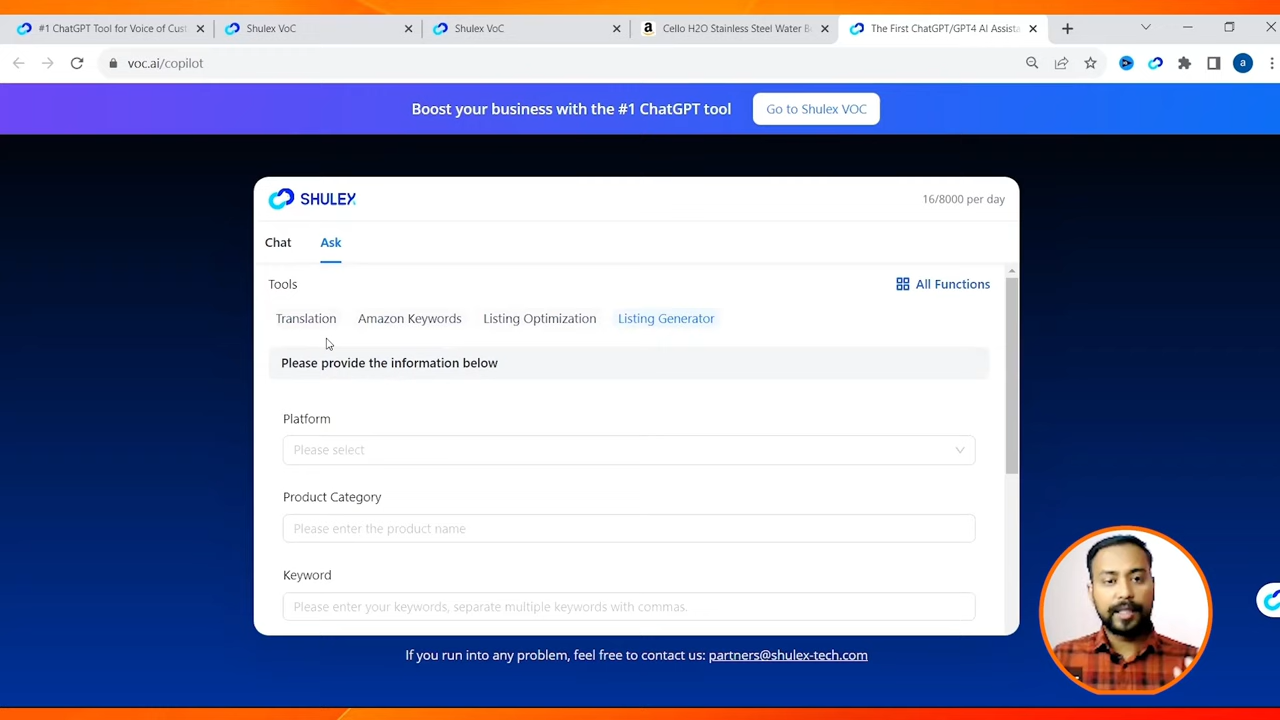 #1 ChatGPT Tool for Voice of Cust
Shulex VoC
Shulex VoC
Cello H2O Stainless Steel Water B
The First ChatGPT/GPT4 AI Assista
voc.ai/copilot
a
Boost your business with the #1 ChatGPT tool
Go to Shulex VOC
SHULEX
16/8000 per day
Chat
Ask
Tools
All Functions
Translation
Amazon Keywords
Listing Optimization
Listing Generator
Please provide the information below
Platform
Please select
Product Category
Please enter the product name
Keyword
Please enter your keywords, separate multiple keywords with commas.
If you run into any problem, feel free to contact us: partners@shulex-tech.com